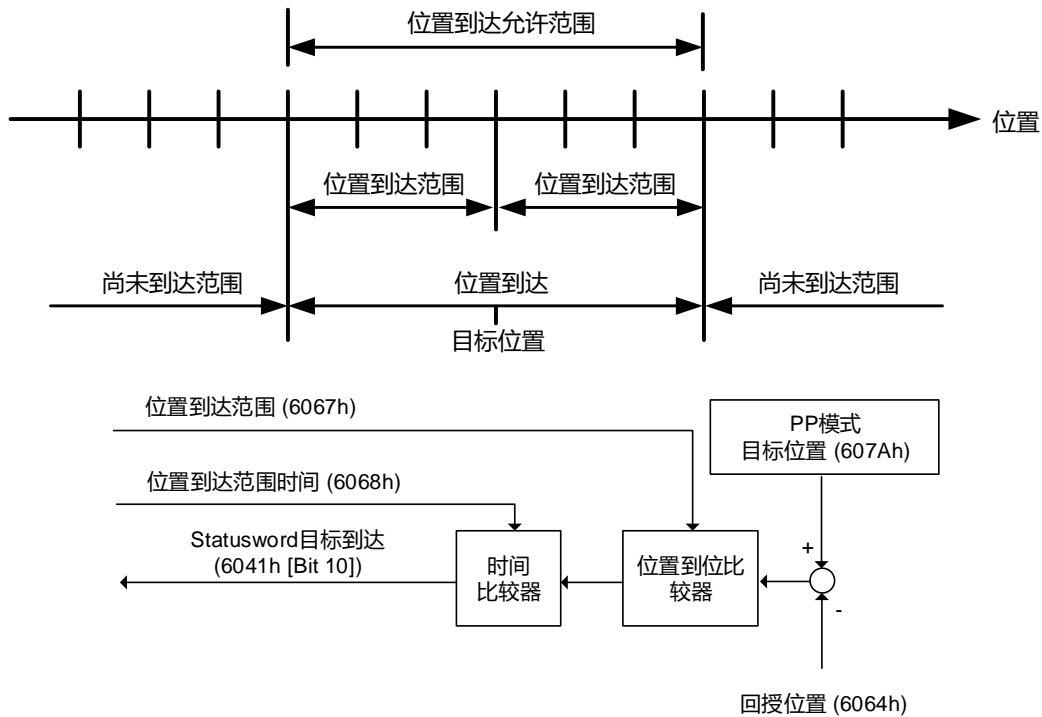 位置到达允许范围
位置
位置到达范围
位置到达范围
尚未到达范围
位置到达
尚未到达范围
目标位置
位置到达范围 (6067h)
PP模式
目标位置 (607Ah)
位置到达范围时间 (6068h)
Statusword目标到达
(6041h [Bit 10])
时间
比较器
位置到位比
较器
+
-
回授位置 (6064h)